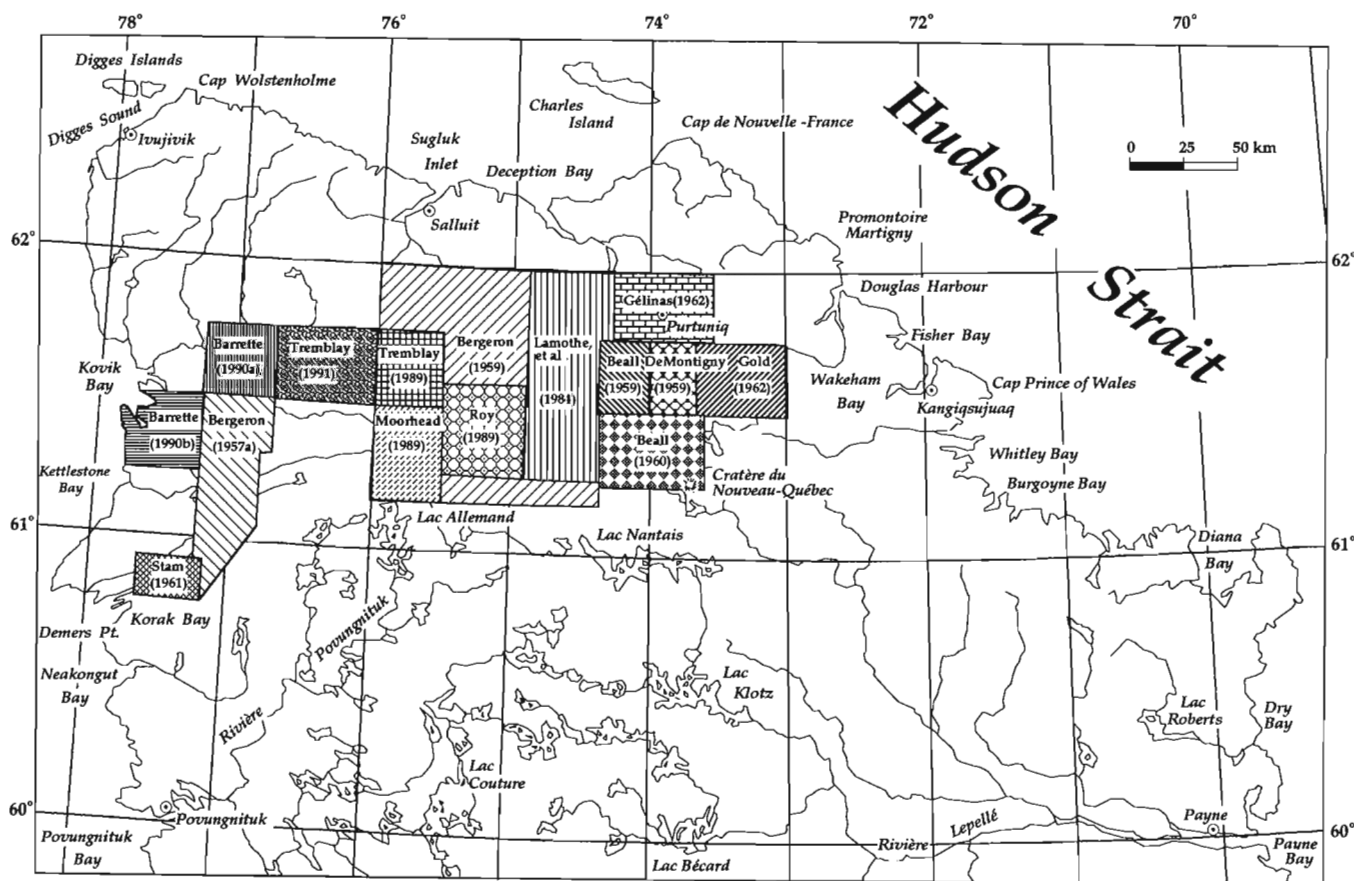 78°
76°
74°
72°
70°
Digges Islands
Cap Wolstenholme
Digges Sound
Ivujivik
Charles
Island
Cap de Nouvelle -France
Sugluk
Inlet
Deception Bay
Salluit
Hudson
Strait
0 25 50 km
Promontoire
Martigny
62°
62°
Douglas Harbour
Gélinas(1962)
Purtuniq
Fisher Bay
Wakeham
Bay
Cap Prince of Wales
Kangiqsujuaq
Kovik
Bay
Barrette
(1990a)
Tremblay
(1991)
Tremblay
(1989)
Bergeron
(1959)
Lamothe,
et al
(1984)
Beall
(1959)
DeMontigny
(1959)
Gold
(1962)
Barrette
(1990b)
Bergeron
(1957a)
Moorhead
(1989)
Roy
(1989)
Beall
(1960)
Whitley Bay
Burgoyne Bay
Kettlestone
Bay
Cratère du
Nouveau-Québec
Lac Allemand
Lac Nantais
61°
61°
Diana
Bay
Stam
(1961)
Korak Bay
Demers Pt.
Neakongut
Bay
Povungnituk
Rivière
Lac
Klotz
Lac
Roberts
Dry
Bay
Lac
Couture
60°
60°
Povungnituk
Povungnituk
Bay
Lac Bécard
Rivière
Lepellé
Payne
Paune
Bay